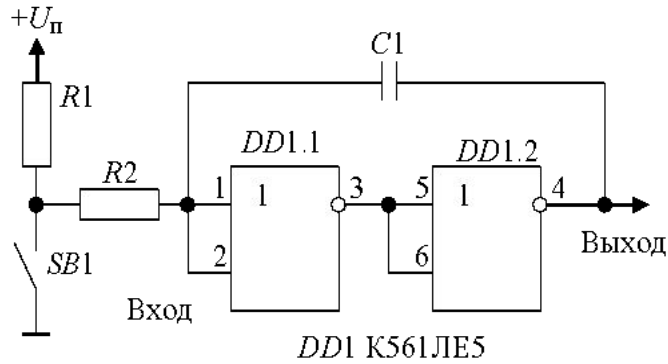 +Uп
C1
R1
DD1.1
DD1.2
R2
1
1
3
5
1
4
2
6
SB1
Вход
Выход
DD1 К561ЛЕ5